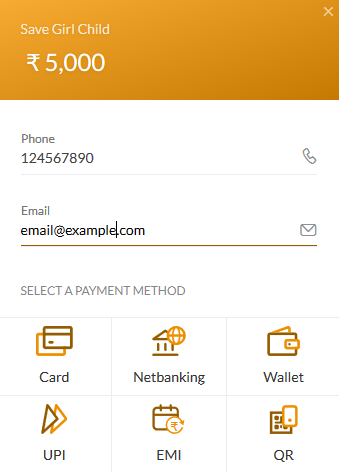 Save Girl Child
₹ 5,000
Phone
124567890
Email
email@example.com
SELECT A PAYMENT METHOD
Card Netbanking Wallet
UPI EMI QR